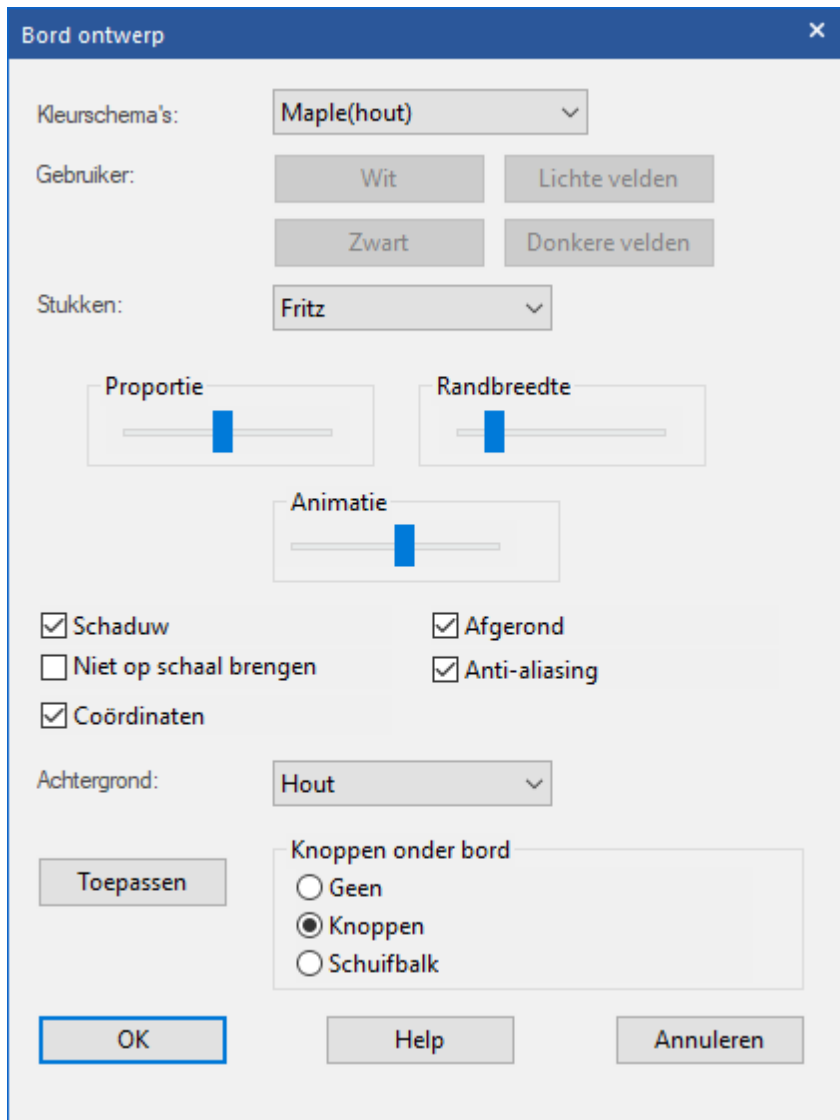 Bord ontwerp
Kleurschema's:
Maple(hout)
Gebruiker:
Wit
Lichte velden
Zwart
Donkere velden
Stukken:
Fritz
Proportie
Randbreedte
Animatie
Schaduw
Afgerond
Niet op schaal brengen
Anti-aliasing
Coördinaten
Achtergrond:
Hout
Knoppen onder bord
Toepassen
Geen
Knoppen
Schuifbalk
OK
Help
Annuleren